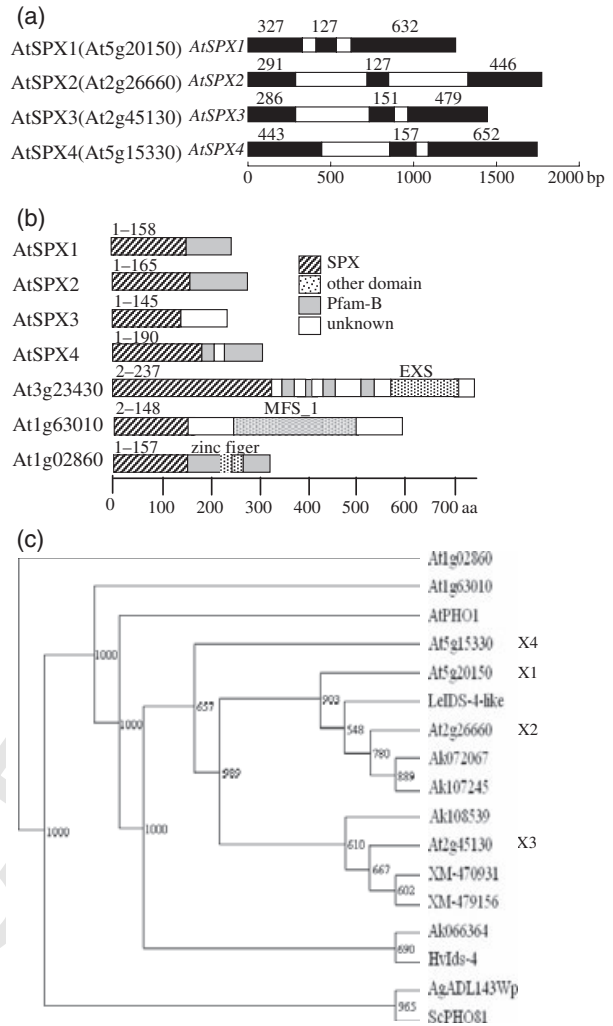 (a)
327 127 632
AtSPX1(At5g20150) AtSPX1
291 127 446
AtSPX2(At2g26660) AtSPX2
286 151 479
AtSPX3(At2g45130) AtSPX3
443 157 652
AtSPX4(At5g15330) AtSPX4
0 500 1000 1500 2000 bp
(b)
1–158
AtSPX1
1–165
AtSPX2
1–145
AtSPX3
1–190
AtSPX4
SPX
other domain
Pfam-B
unknown
2–237 EXS
At3g23430
2–148 MFS_1
At1g63010
1–157 zinc figer
At1g02860
0 100 200 300 400 500 600 700 aa
(c)
At1g02860
At1g63010
AtPHO1
At5g15330 X4
At5g20150 X1
LeIDS-4-like
At2g26660 X2
Ak072067
Ak107245
Ak108539
At2g45130 X3
XM-470931
XM-479156
Ak066364
HvIds-4
AgADL143Wp
ScPHO81
1000
1000
1000
1000
657
989
903
548
780
889
610
667
602
690
965